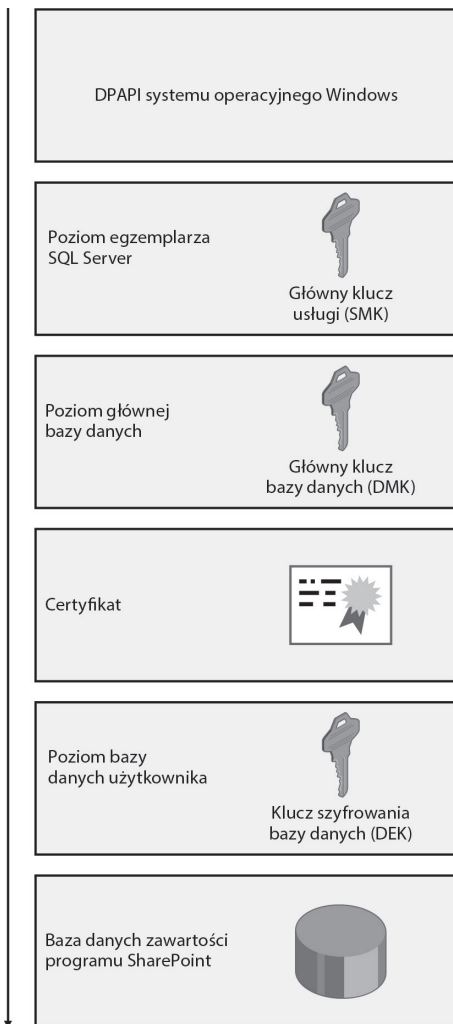 DPAPI systemu operacyjnego Windows
Poziom egzemplarza
SQL Server
Główny klucz
usługi (SMK)
Poziom głównej
bazy danych
Główny klucz
bazy danych (DMK)
Certyfikat
Poziom bazy
danych użytkownika
Klucz szyfrowania
bazy danych (DEK)
Baza danych zawartości
programu SharePoint